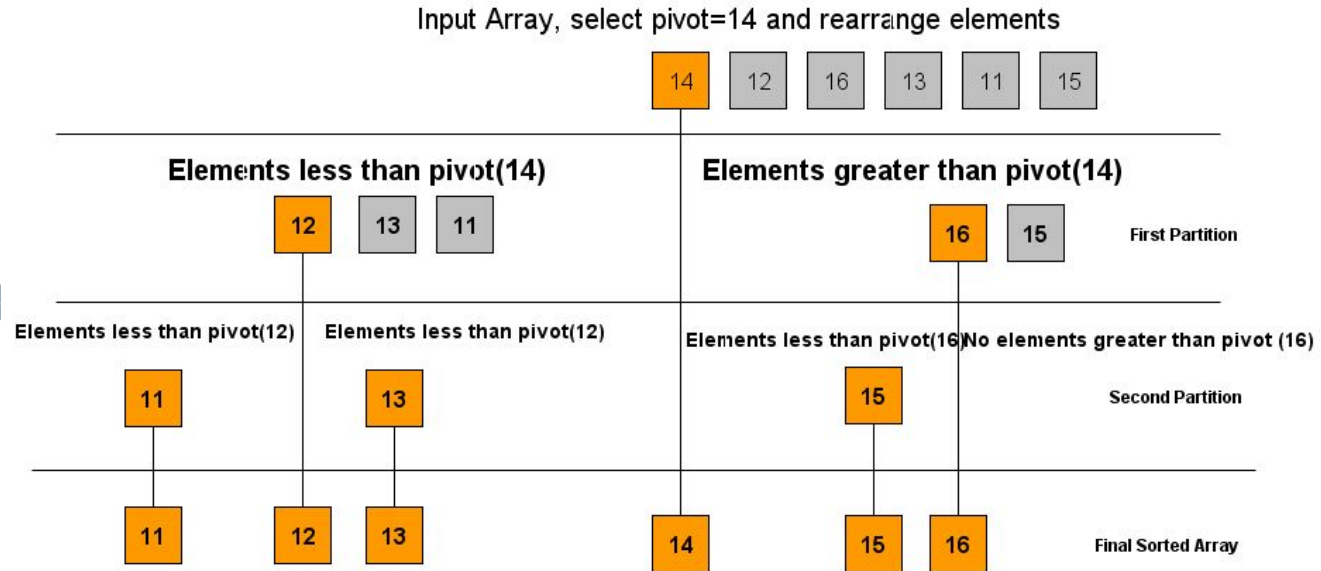 Input Array, select pivot=14 and rearrange elements
14 12 16 13 11 15
Elements less than pivot(14) Elements greater than pivot(14)
12 13 11 16 15 First Partition
Elements less than pivot(12) Elements less than pivot(12) Elements less than pivot(16) No elements greater than pivot (16)
11 13 15 Second Partition
11 12 13 14 15 16 Final Sorted Array